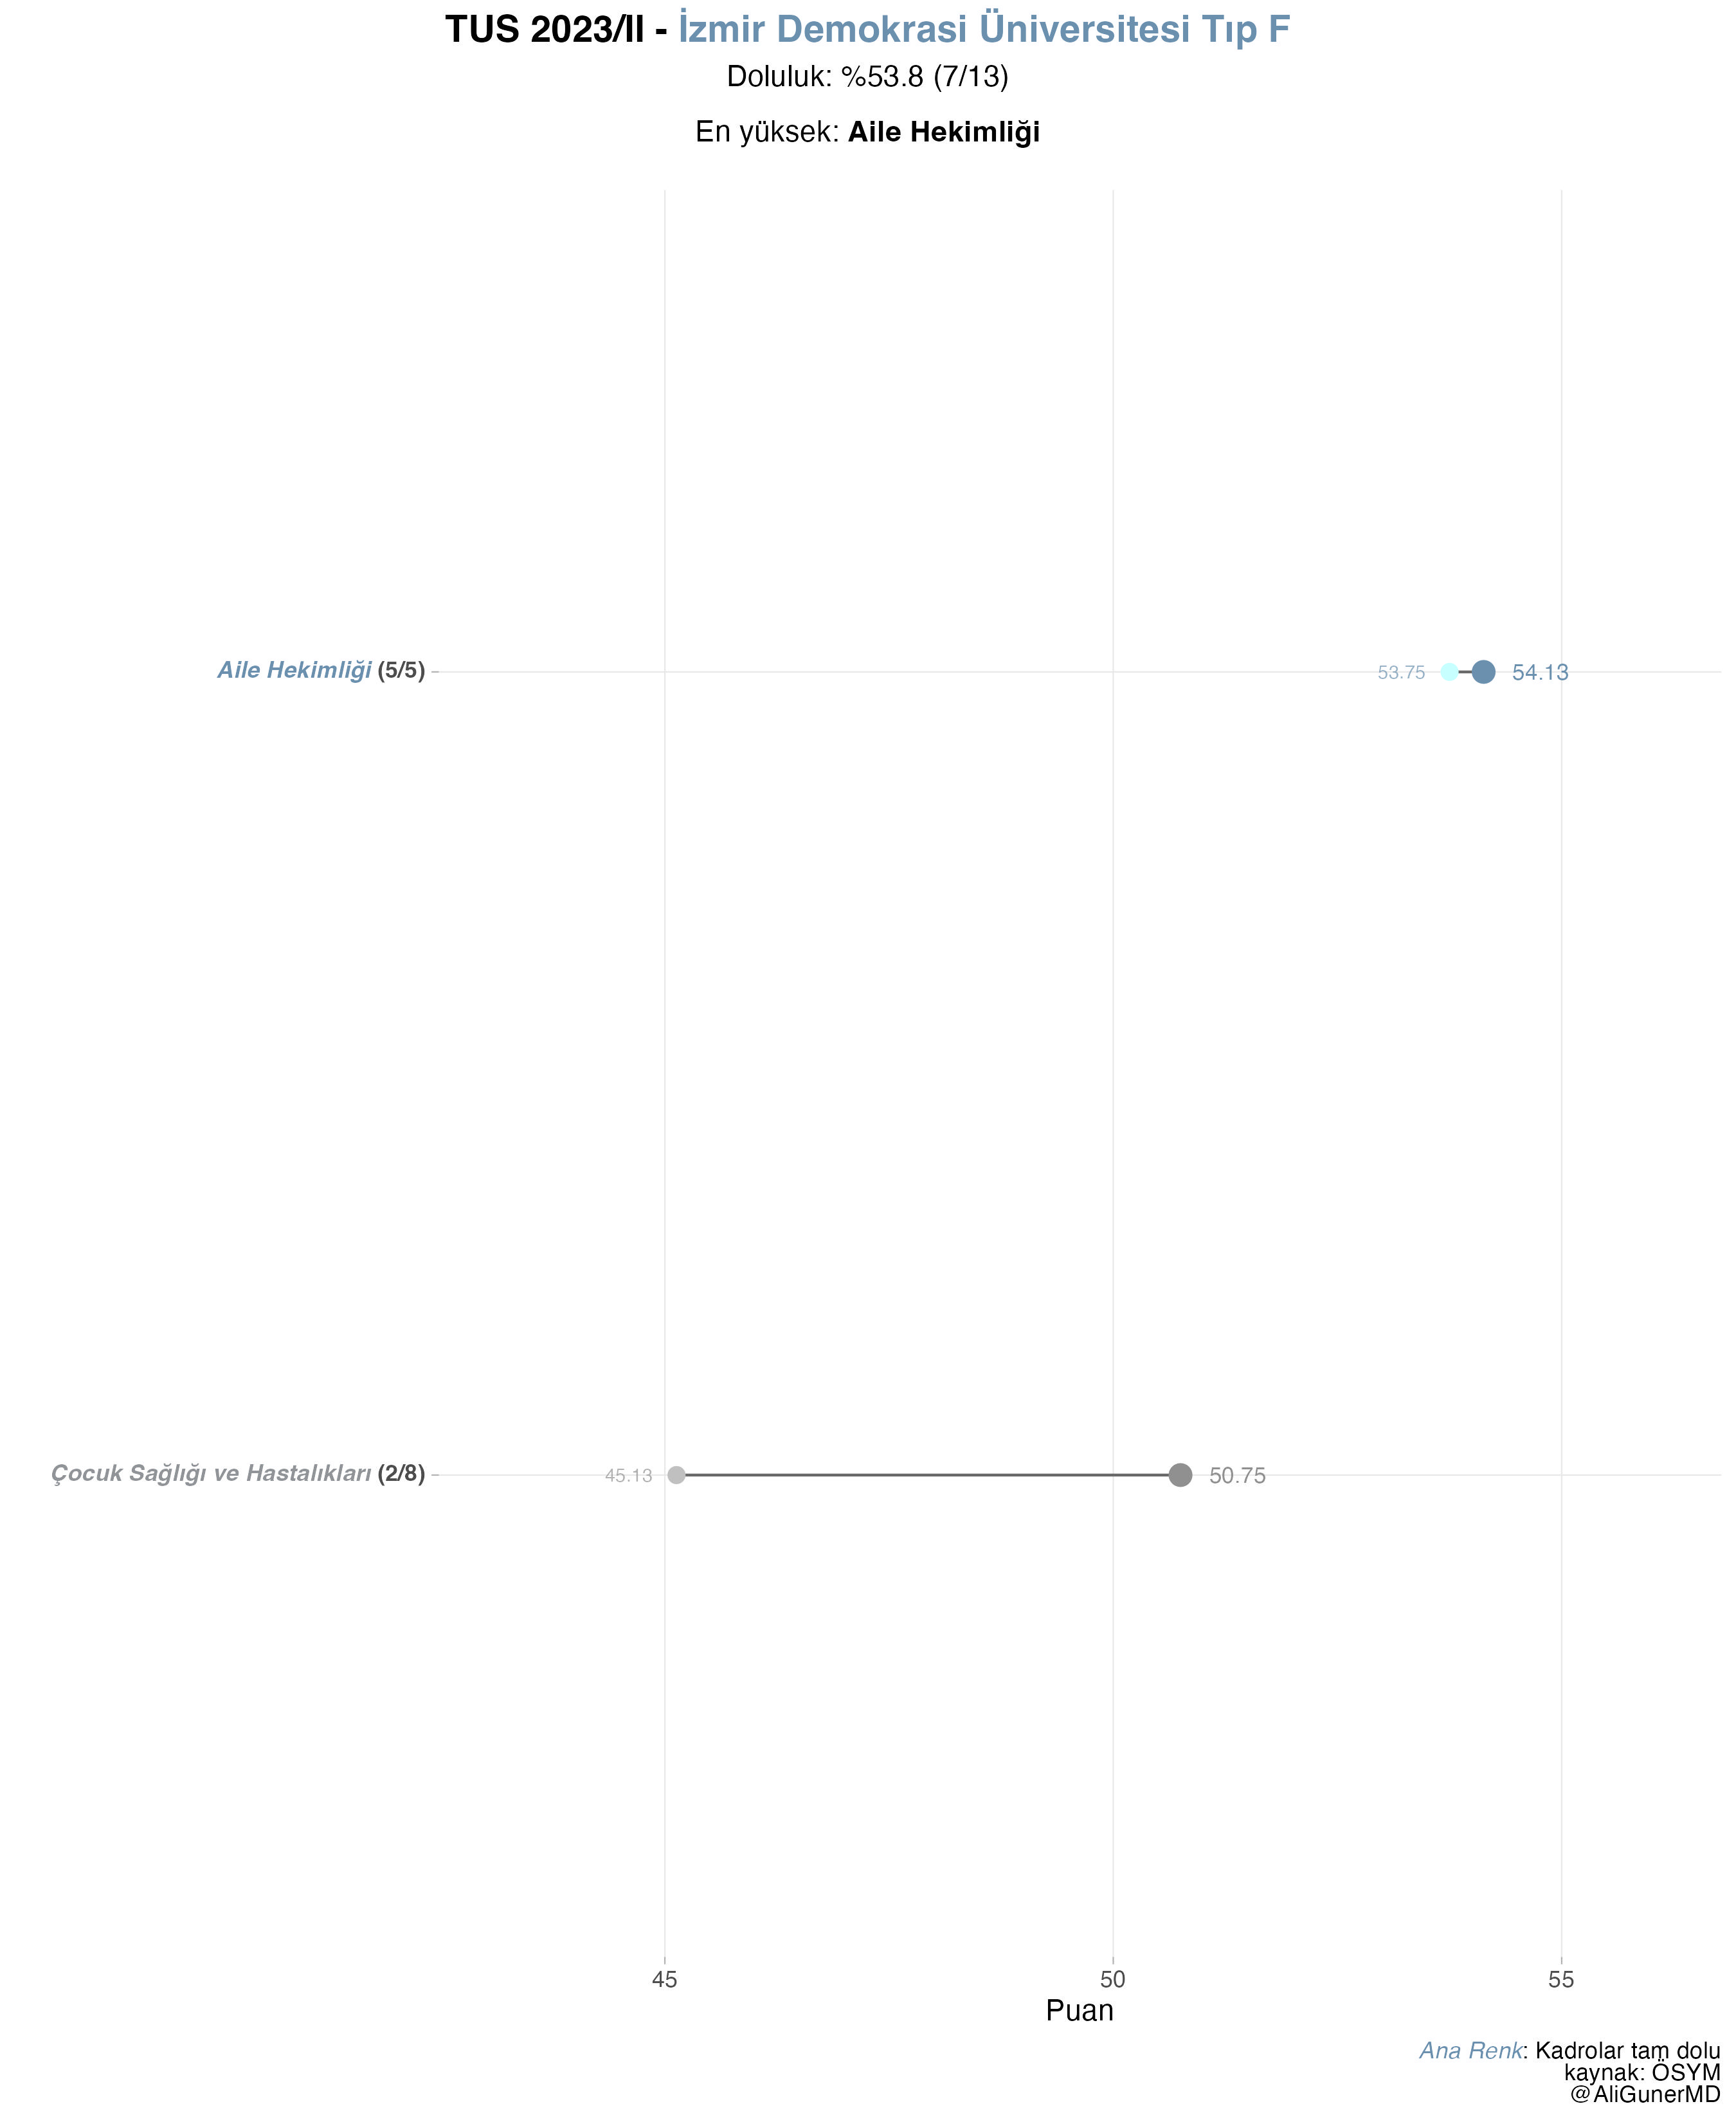 TUS 2023/II - İzmir Demokrasi Üniversitesi Tıp F
Doluluk: %53.8 (7/13)
En yüksek: Aile Hekimliği
Aile Hekimliği (5/5)
53.75
54.13
Çocuk Sağlığı ve Hastalıkları (2/8)
45.13
50.75
45
50
55
Puan
Ana Renk: Kadrolar tam dolu
kaynak: ÖSYM
@AliGunerMD